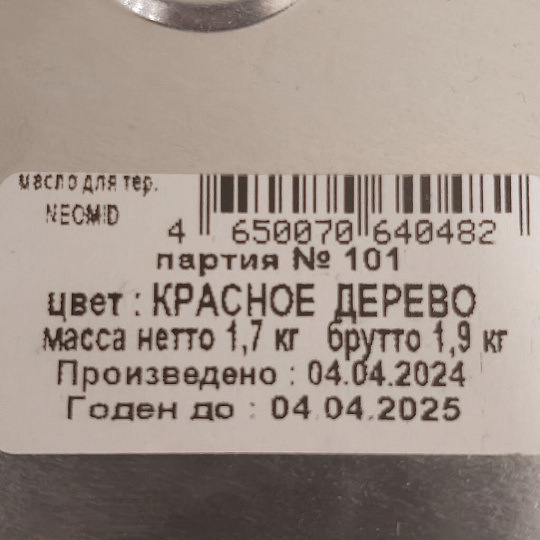 масло для тер.
NEOMID
4 650070 640482
партия № 101
цвет : КРАСНОЕ ДЕРЕВО
масса нетто 1,7 кг брутто 1,9 кг
Произведено : 04.04.2024
Годен до : 04.04.2025